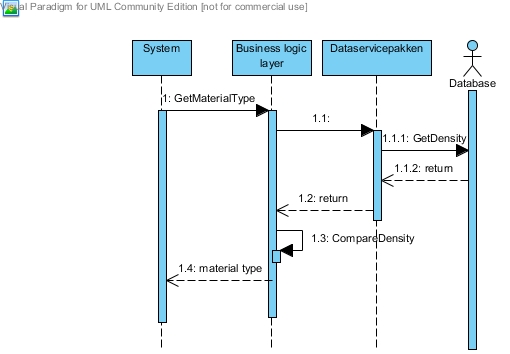 Visual Paradigm for UML Community Edition [not for commercial use]
System
Business logic
layer
Dataservicepakken
Database
1: GetMaterialType
1.1:
1.1.1: GetDensity
1.1.2: return
1.2: return
1.3: CompareDensity
1.4: material type